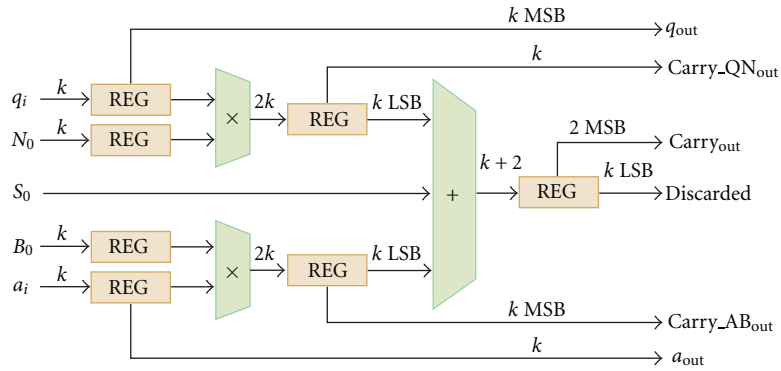 k MSB
q_out
k
Carry_QN_out
q_i
k
REG
2k
k LSB
×
REG
N_0
k
REG
2 MSB
Carry_out
k + 2
k LSB
S_0
+
REG
Discarded
B_0
k
REG
2k
k LSB
×
REG
a_i
k
REG
k MSB
Carry_AB_out
k
a_out